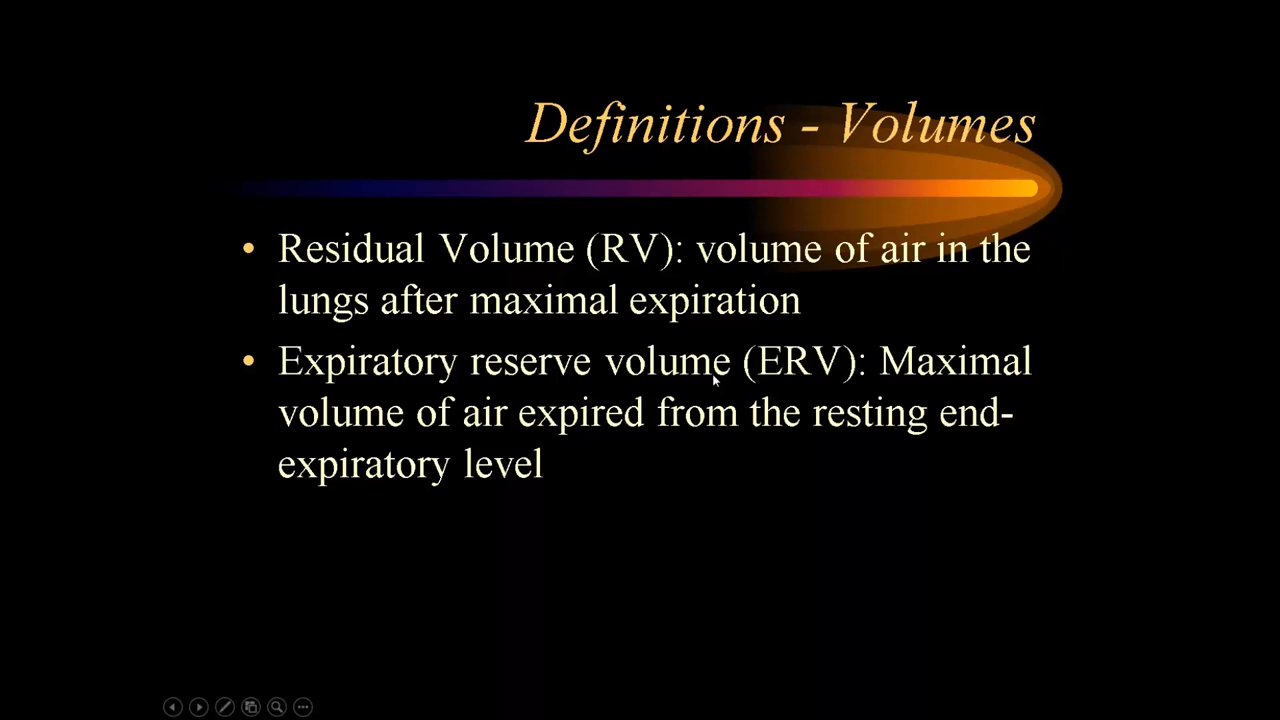 Definitions - Volumes
• Residual Volume (RV): volume of air in the
lungs after maximal expiration
• Expiratory reserve volume (ERV): Maximal
volume of air expired from the resting end-
expiratory level